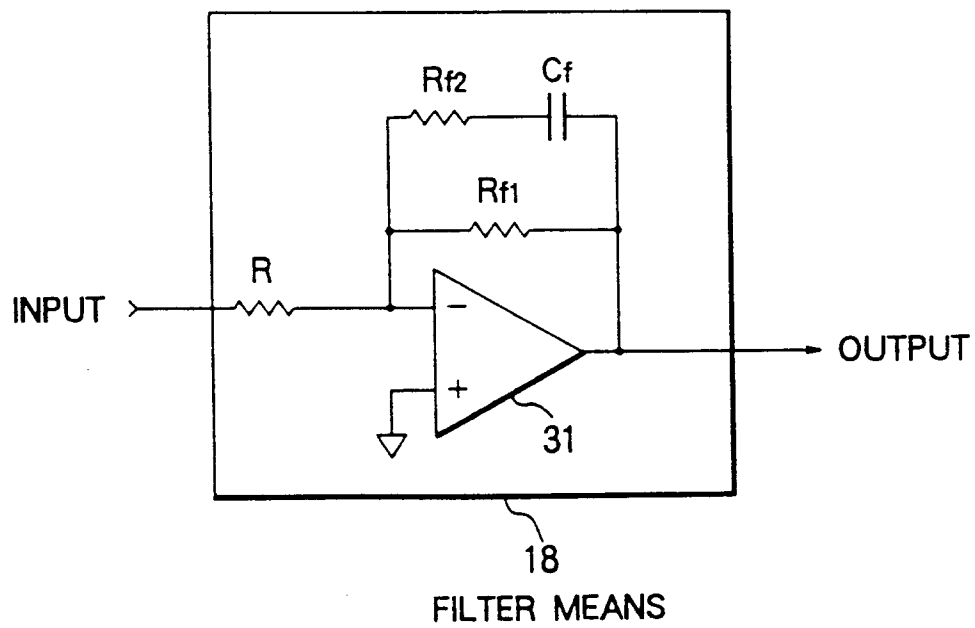 Rf2
Cf
Rf1
R
INPUT
−
+
OUTPUT
31
18
FILTER MEANS